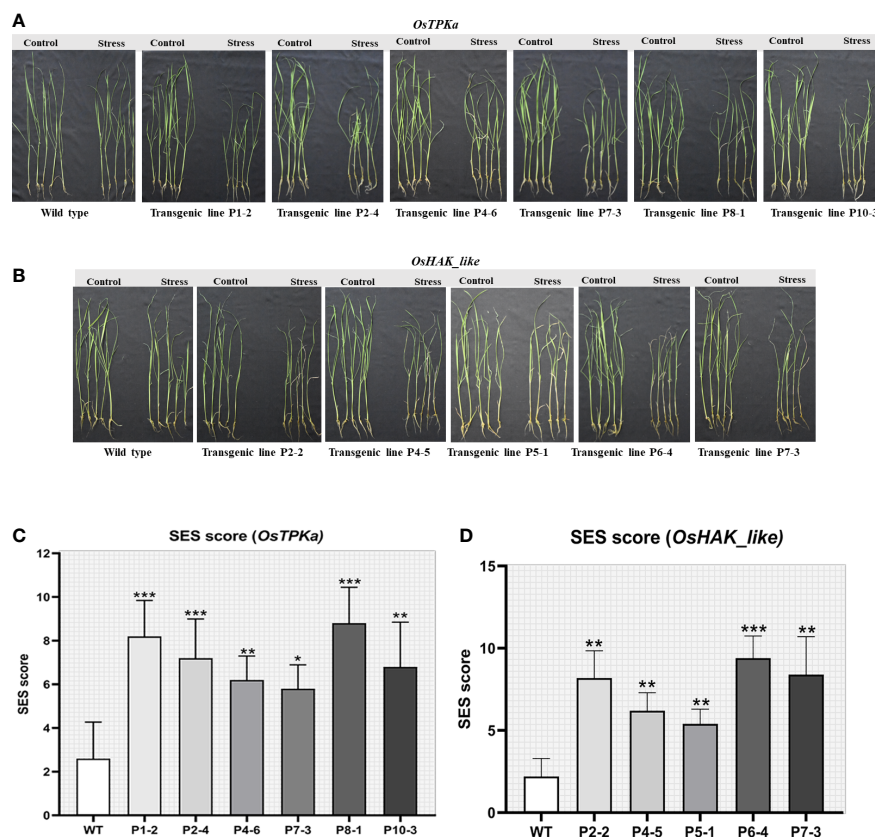 A
OsTPKa
Control Stress Control Stress Control Stress Control Stress Control Stress Control Stress Control Stress
Wild type Transgenic line P1-2 Transgenic line P2-4 Transgenic line P4-6 Transgenic line P7-3 Transgenic line P8-1 Transgenic line P10-3
B
OsHAK_like
Control Stress Control Stress Control Stress Control Stress Control Stress Control Stress
Wild type Transgenic line P2-2 Transgenic line P4-5 Transgenic line P5-1 Transgenic line P6-4 Transgenic line P7-3
C
SES score (OsTPKa)
SES score
12
10
8
6
4
2
0
*** *** ** * *** **
WT P1-2 P2-4 P4-6 P7-3 P8-1 P10-3
D
SES score (OsHAK_like)
SES score
15
10
5
0
** ** ** *** **
WT P2-2 P4-5 P5-1 P6-4 P7-3